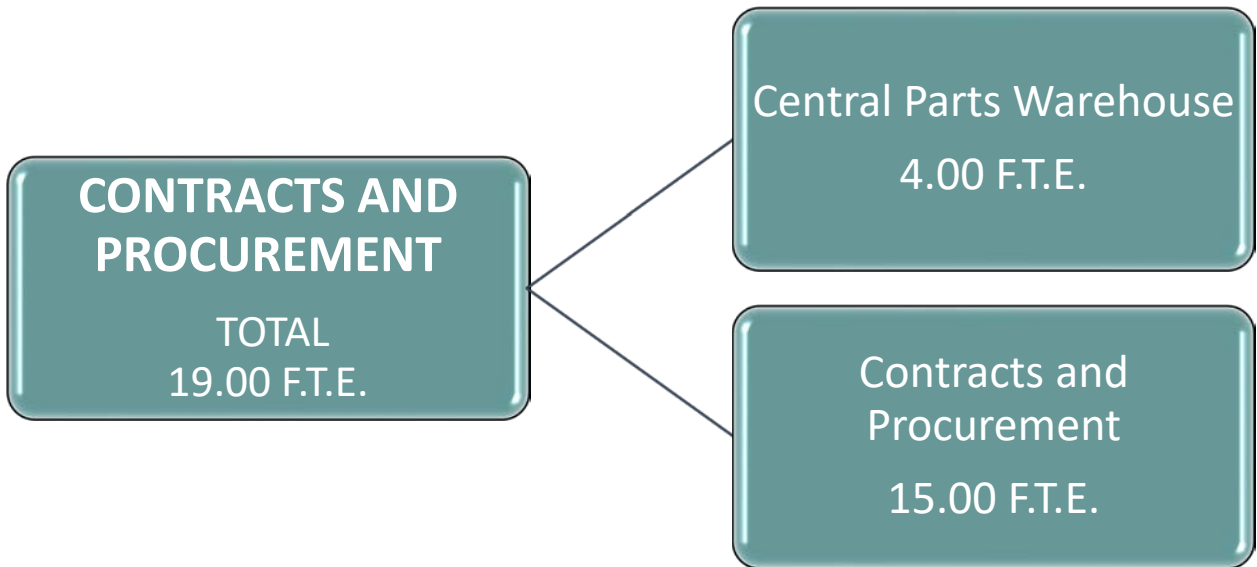 CONTRACTS AND
PROCUREMENT
TOTAL
19.00 F.T.E.
Central Parts Warehouse
4.00 F.T.E.
Contracts and
Procurement
15.00 F.T.E.